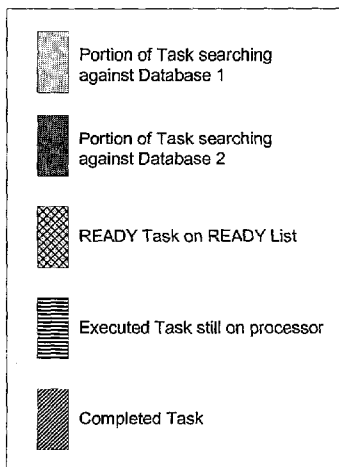 Portion of Task searching
against Database 1
Portion of Task searching
against Database 2
READY Task on READY List
Executed Task still on processor
Completed Task